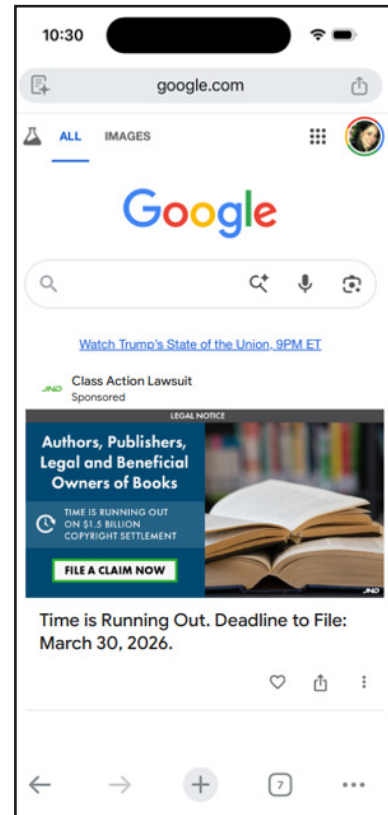 10:30
google.com
ALL IMAGES
Google
Watch Trump's State of the Union, 9PM ET
JND Class Action Lawsuit
Sponsored
LEGAL NOTICE
Authors, Publishers,
Legal and Beneficial
Owners of Books
TIME IS RUNNING OUT
ON $1.5 BILLION
COPYRIGHT SETTLEMENT
FILE A CLAIM NOW
JND
Time is Running Out. Deadline to File:
March 30, 2026.
7